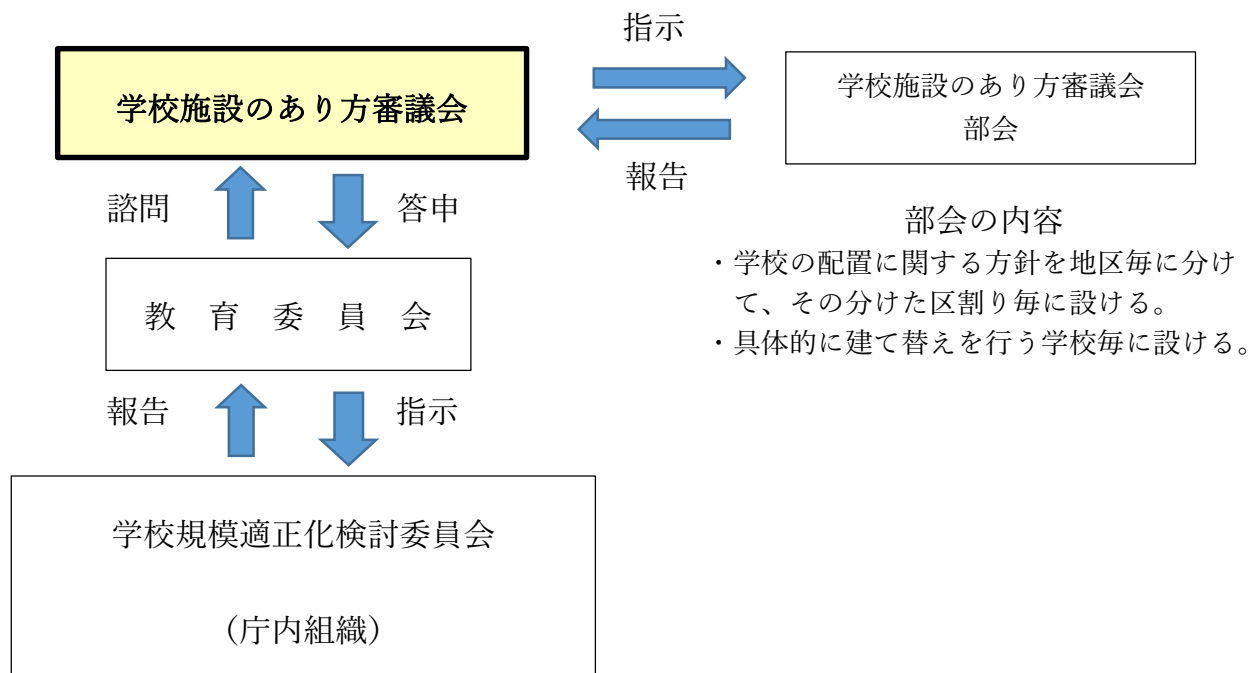 指示
学校施設のあり方審議会
学校施設のあり方審議会
部会
報告
諮問
答申
部会の内容
・学校の配置に関する方針を地区毎に分け
て、その分けた区割り毎に設ける。
・具体的に建て替えを行う学校毎に設ける。
教 育 委 員 会
報告
指示
学校規模適正化検討委員会
（庁内組織）